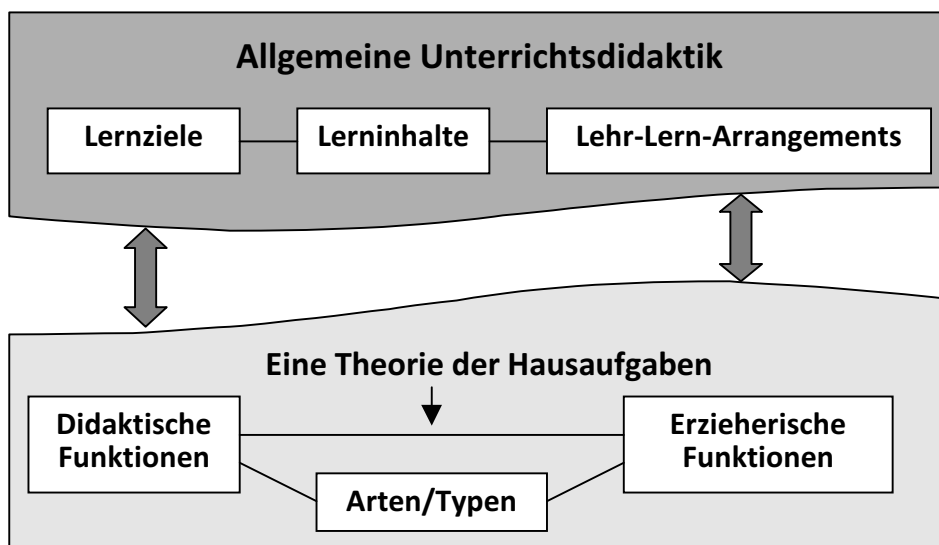 Allgemeine Unterrichtsdidaktik
Lernziele
Lerninhalte
Lehr-Lern-Arrangements
Eine Theorie der Hausaufgaben
Didaktische
Funktionen
Erzieherische
Funktionen
Arten/Typen